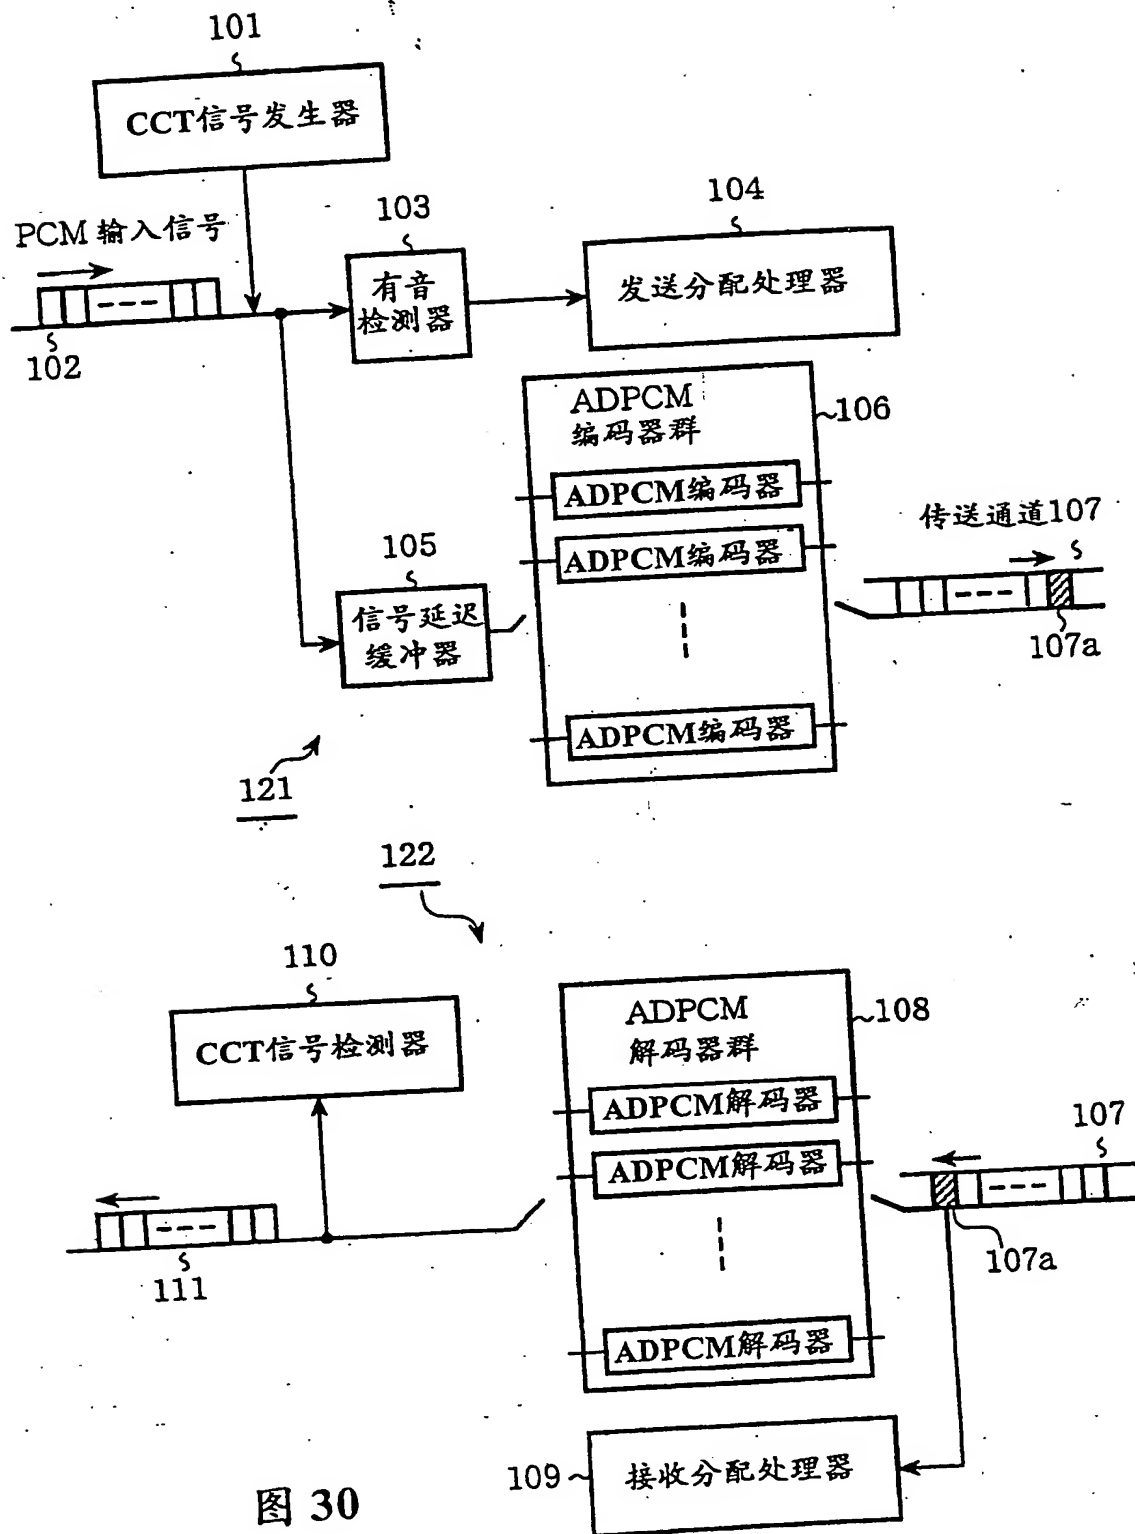 101
CCT信号发生器
PCM 输入信号
102
103
有音
检测器
104
发送分配处理器
ADPCM
编码器群
106
ADPCM编码器
ADPCM编码器
ADPCM编码器
105
信号延迟
缓冲器
传送通道107
107a
121
122
110
CCT信号检测器
111
ADPCM
解码器群
108
ADPCM解码器
ADPCM解码器
ADPCM解码器
107
107a
109
接收分配处理器
图 30